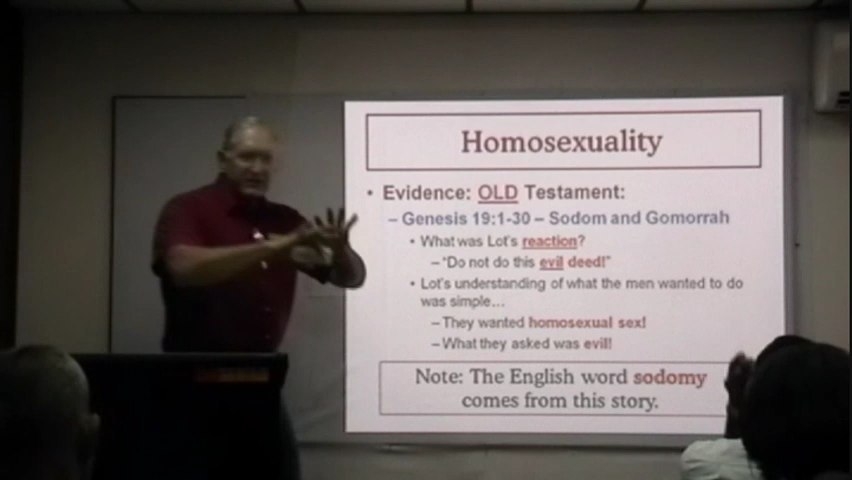 Homosexuality
• Evidence: OLD Testament:
– Genesis 19:1-30 – Sodom and Gomorrah
• What was Lot's reaction?
– "Do not do this evil deed!"
• Lot's understanding of what the men wanted to do
was simple...
– They wanted homosexual sex!
– What they asked was evil!
Note: The English word sodomy
comes from this story.